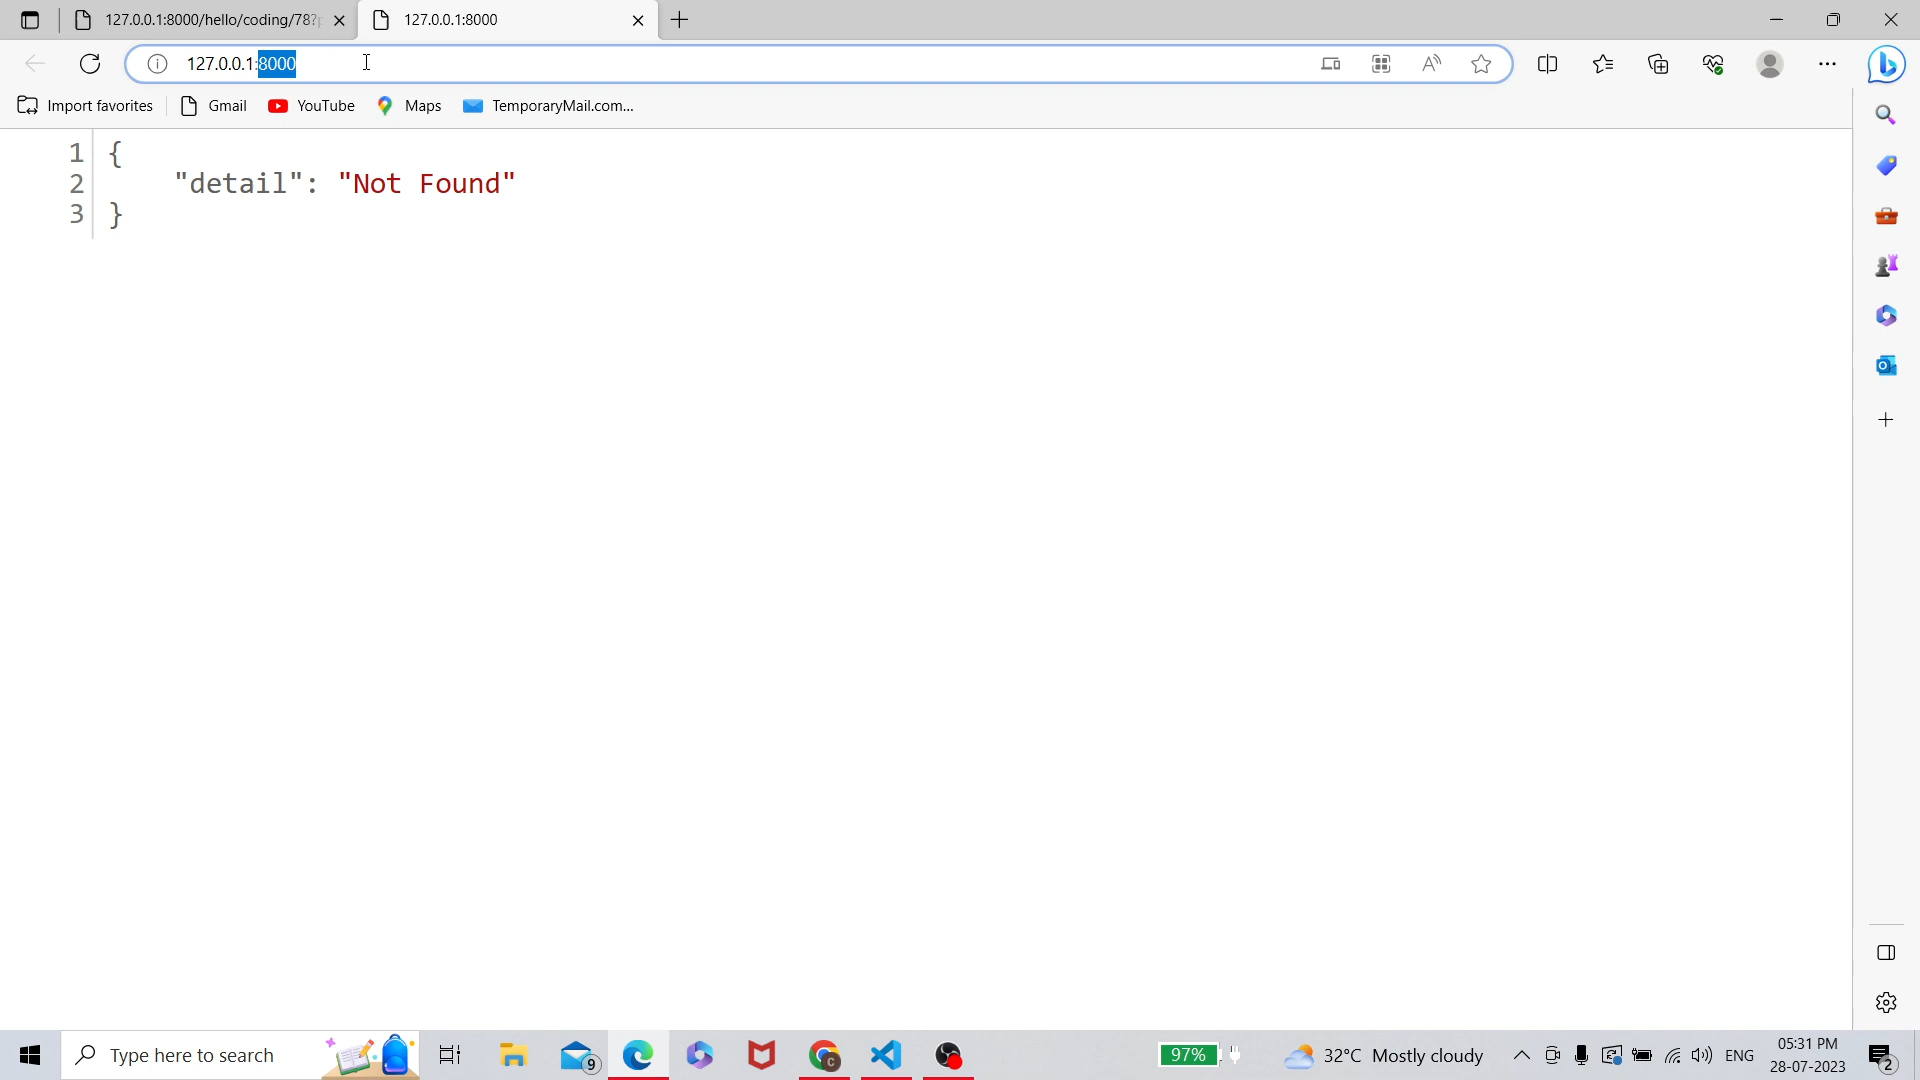 127.0.0.1:8000/hello/coding/78?
127.0.0.1:8000
127.0.0.1:8000
Import favorites
Gmail
YouTube
Maps
TemporaryMail.com...
1 {
2 "detail": "Not Found"
3 }
Type here to search
9
C
97%
32°C Mostly cloudy
ENG
05:31 PM
28-07-2023
2